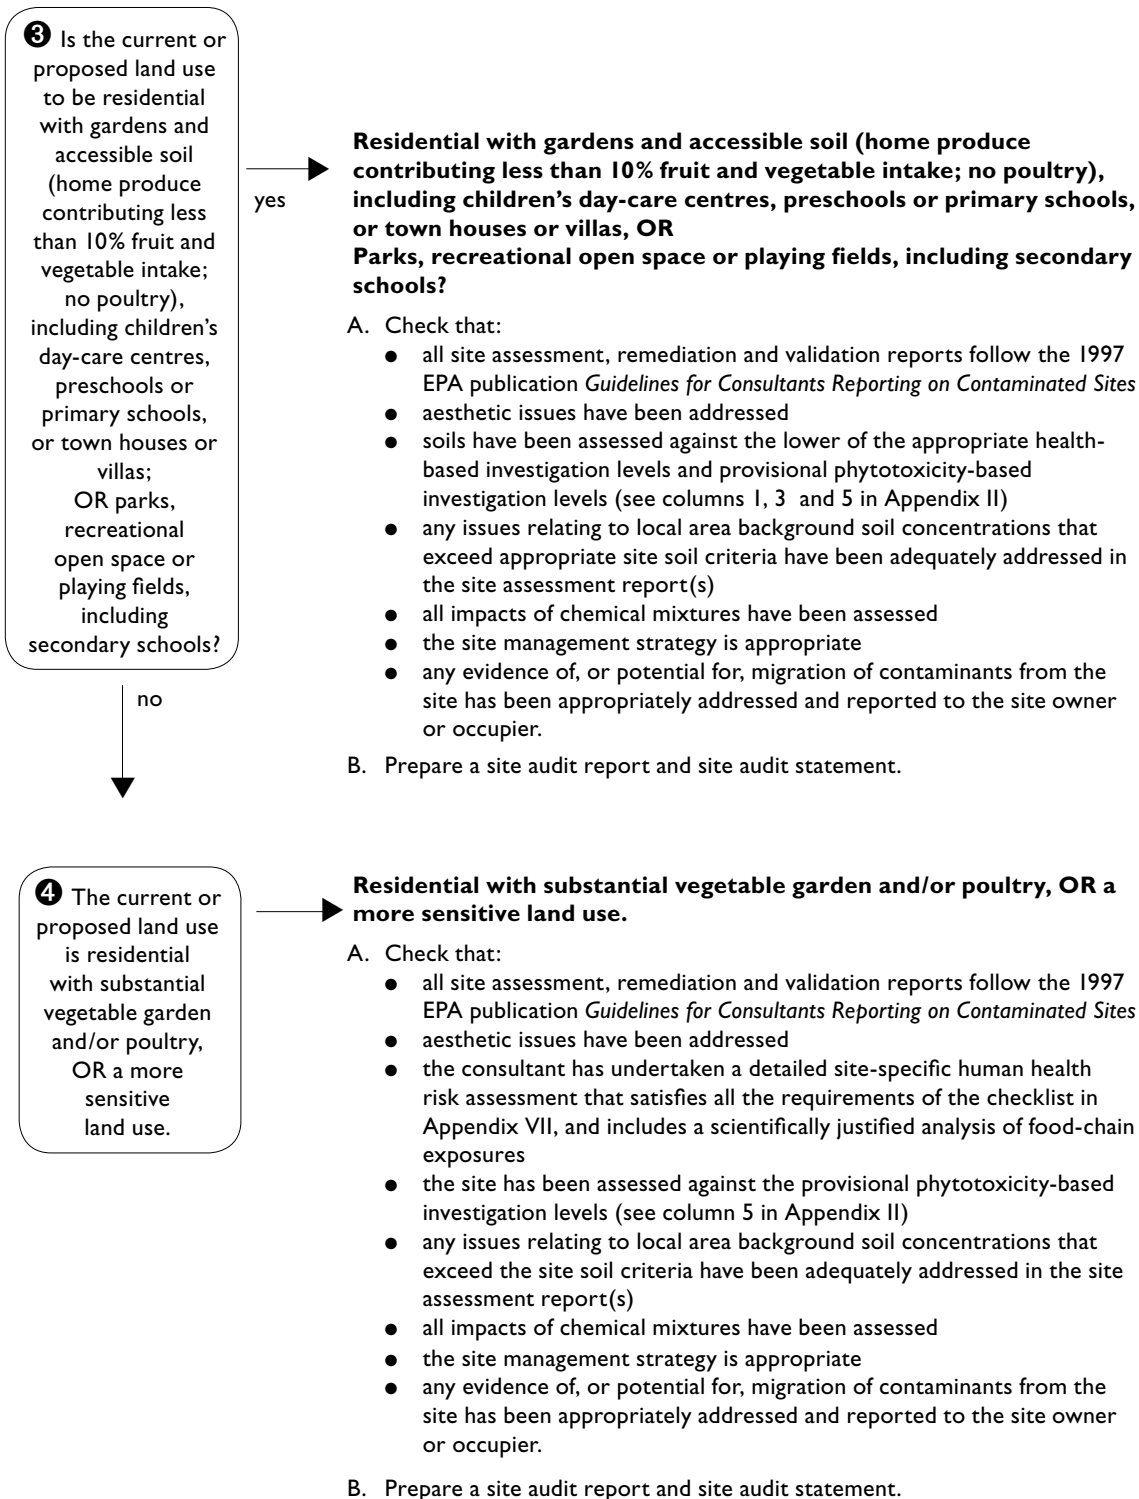 ❸ Is the current or
proposed land use
to be residential
with gardens and
accessible soil
(home produce
contributing less
than 10% fruit and
vegetable intake;
no poultry),
including children's
day-care centres,
preschools or
primary schools,
or town houses or
villas;
OR parks,
recreational
open space or
playing fields,
including
secondary schools?
yes
no
Residential with gardens and accessible soil (home produce
contributing less than 10% fruit and vegetable intake; no poultry),
including children's day-care centres, preschools or primary schools,
or town houses or villas, OR
Parks, recreational open space or playing fields, including secondary
schools?
A. Check that:
● all site assessment, remediation and validation reports follow the 1997
EPA publication Guidelines for Consultants Reporting on Contaminated Sites
● aesthetic issues have been addressed
● soils have been assessed against the lower of the appropriate health-
based investigation levels and provisional phytotoxicity-based
investigation levels (see columns 1, 3 and 5 in Appendix II)
● any issues relating to local area background soil concentrations that
exceed appropriate site soil criteria have been adequately addressed in
the site assessment report(s)
● all impacts of chemical mixtures have been assessed
● the site management strategy is appropriate
● any evidence of, or potential for, migration of contaminants from the
site has been appropriately addressed and reported to the site owner
or occupier.
B. Prepare a site audit report and site audit statement.
❹ The current or
proposed land use
is residential
with substantial
vegetable garden
and/or poultry,
OR a more
sensitive
land use.
Residential with substantial vegetable garden and/or poultry, OR a
more sensitive land use.
A. Check that:
● all site assessment, remediation and validation reports follow the 1997
EPA publication Guidelines for Consultants Reporting on Contaminated Sites
● aesthetic issues have been addressed
● the consultant has undertaken a detailed site-specific human health
risk assessment that satisfies all the requirements of the checklist in
Appendix VII, and includes a scientifically justified analysis of food-chain
exposures
● the site has been assessed against the provisional phytotoxicity-based
investigation levels (see column 5 in Appendix II)
● any issues relating to local area background soil concentrations that
exceed the site soil criteria have been adequately addressed in the site
assessment report(s)
● all impacts of chemical mixtures have been assessed
● the site management strategy is appropriate
● any evidence of, or potential for, migration of contaminants from the
site has been appropriately addressed and reported to the site owner
or occupier.
B. Prepare a site audit report and site audit statement.